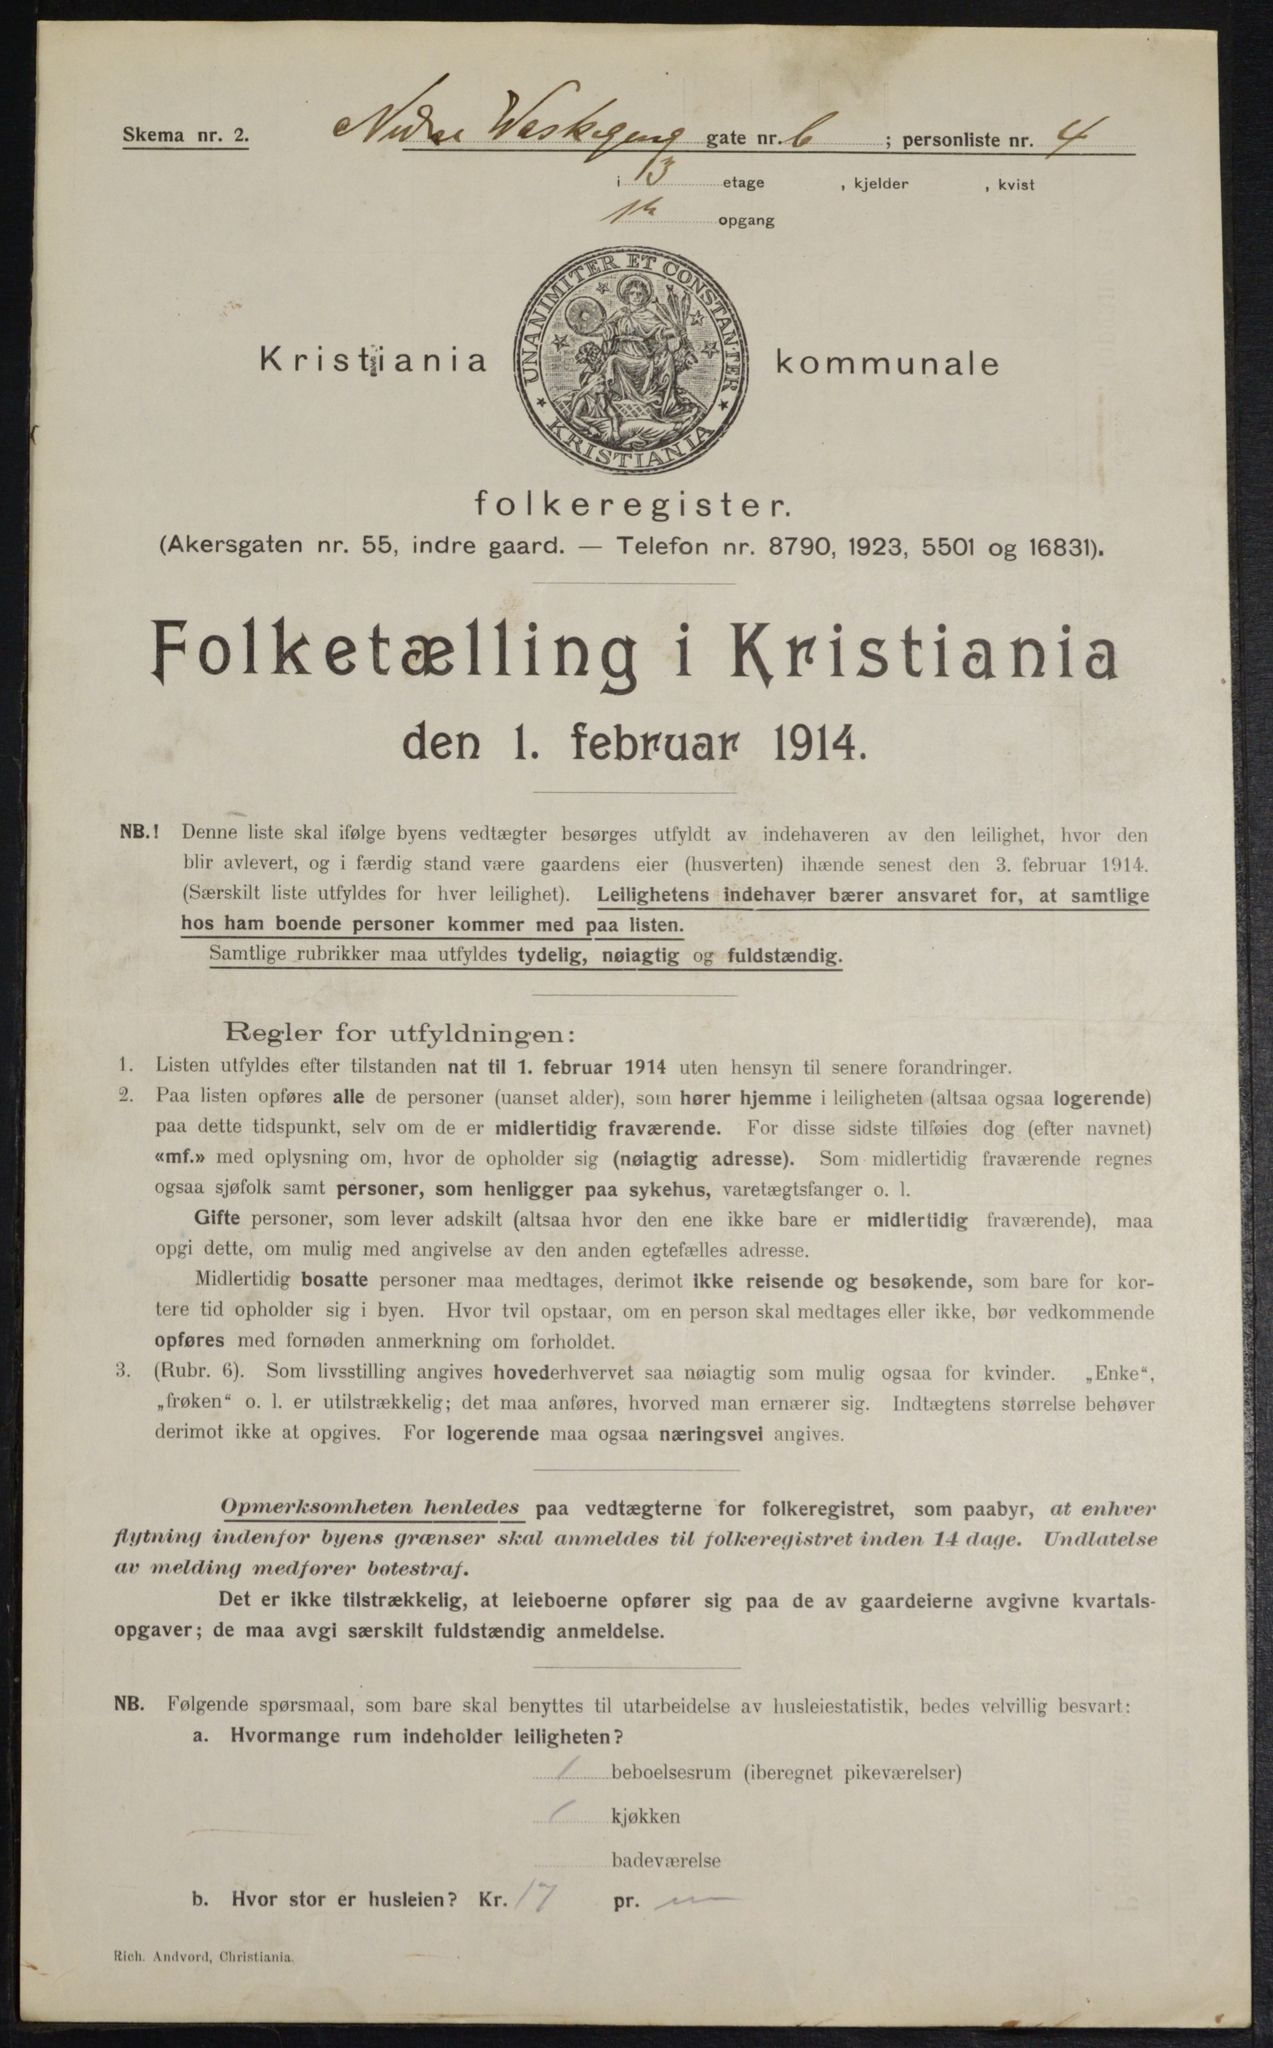 Skema nr. 2. Nedre Waskegang gate nr. 6 ; personliste nr. 4
i 3 etage , kjelder , kvist
opgang
UNANIMITER ET CONSTANTER
KRISTIANIA
Kristiania kommunale
folkeregister.
(Akersgaten nr. 55, indre gaard. — Telefon nr. 8790, 1923, 5501 og 16831).
Folketælling i Kristiania
den 1. februar 1914.
NB.! Denne liste skal ifølge byens vedtægter besørges utfyldt av indehaveren av den leilighet, hvor den
blir avlevert, og i færdig stand være gaardens eier (husverten) ihænde senest den 3. februar 1914.
(Særskilt liste utfyldes for hver leilighet). Leilighetens indehaver bærer ansvaret for, at samtlige
hos ham boende personer kommer med paa listen.
Samtlige rubrikker maa utfyldes tydelig, nøiagtig og fuldstændig.
Regler for utfyldningen:
1. Listen utfyldes efter tilstanden nat til 1. februar 1914 uten hensyn til senere forandringer.
2. Paa listen opføres alle de personer (uanset alder), som hører hjemme i leiligheten (altsaa ogsaa logerende)
paa dette tidspunkt, selv om de er midlertidig fraværende. For disse sidste tilføies dog (efter navnet)
«mf.» med oplysning om, hvor de opholder sig (nøiagtig adresse). Som midlertidig fraværende regnes
ogsaa sjøfolk samt personer, som henligger paa sykehus, varetægtsfanger o. l.
Gifte personer, som lever adskilt (altsaa hvor den ene ikke bare er midlertidig fraværende), maa
opgi dette, om mulig med angivelse av den anden egtefælles adresse.
Midlertidig bosatte personer maa medtages, derimot ikke reisende og besøkende, som bare for kor-
tere tid opholder sig i byen. Hvor tvil opstaar, om en person skal medtages eller ikke, bør vedkommende
opføres med fornøden anmerkning om forholdet.
3. (Rubr. 6). Som livsstilling angives hovederhvervet saa nøiagtig som mulig ogsaa for kvinder. „Enke“,
„frøken“ o. l. er utilstrækkelig; det maa anføres, hvorved man ernærer sig. Indtægtens størrelse behøver
derimot ikke at opgives. For logerende maa ogsaa næringsvei angives.
Opmerksomheten henledes paa vedtægterne for folkeregistret, som paabyr, at enhver
flytning indenfor byens grænser skal anmeldes til folkeregistret inden 14 dage. Undlatelse
av melding medfører bøtestraf.
Det er ikke tilstrækkelig, at leieboerne opfører sig paa de av gaardeierne avgivne kvartals-
opgaver; de maa avgi særskilt fuldstændig anmeldelse.
NB. Følgende spørsmaal, som bare skal benyttes til utarbeidelse av husleiestatistik, bedes velvillig besvart:
a. Hvormange rum indeholder leiligheten?
1 beboelsesrum (iberegnet pikeværelser)
1 kjøkken
badeværelse
b. Hvor stor er husleien? Kr. 17 pr. m
Rich. Andvord, Christiania.